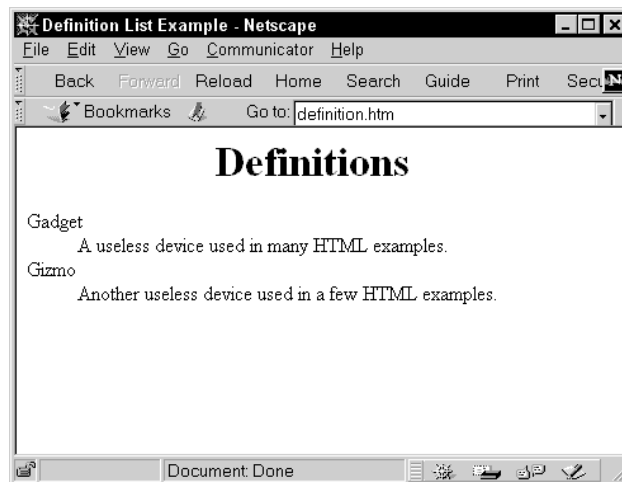 Definition List Example - Netscape
File Edit View Go Communicator Help
Back Forward Reload Home Search Guide Print Secu N
Bookmarks Go to: definition.htm
Definitions
Gadget
A useless device used in many HTML examples.
Gizmo
Another useless device used in a few HTML examples.
Document: Done